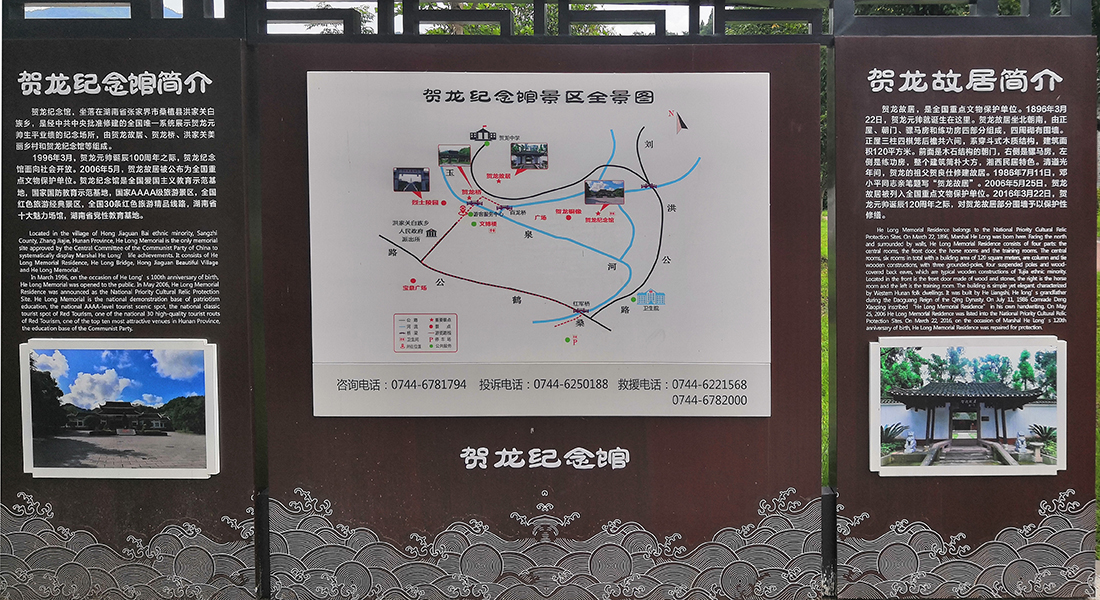 贺龙纪念馆简介
贺龙纪念馆，坐落在湖南省张家界市桑植县洪家关白
族乡，是经中共中央批准修建的全国唯一系统展示贺龙元
帅生平业绩的纪念场所，由贺龙故居、贺龙桥、洪家关美
丽乡村和贺龙纪念馆等组成。
1996年3月，贺龙元帅诞辰100周年之际，贺龙纪念
馆面向社会开放。2006年5月，贺龙故居被公布为全国重
点文物保护单位。贺龙纪念馆是全国爱国主义教育示范基
地，国家国防教育示范基地，国家AAAA级旅游景区，全国
红色旅游经典景区，全国30条红色旅游精品线路，湖南省
十大魅力场馆，湖南省党性教育基地。
Located in the village of Hong Jiaguan Bai ethnic minority, Sangzhi
County, Zhang Jiajie, Hunan Province, He Long Memorial is the only memorial
site approved by the Central Committee of the Communist Party of China to
systematically display Marshal He Long' life achievements. It consists of He
Long Memorial Residence, He Long Bridge, Hong Jiaguan Beautiful Village
and He Long Memorial.
In March 1996, on the occasion of He Long' s 100th anniversary of birth,
He Long Memorial was opened to the public. In May 2006, He Long Memorial
Residence was announced as the National Priority Cultural Relic Protection
Site. He Long Memorial is the national demonstration base of patriotism
education, the national AAAA-level tourist scenic spot, the national classic
tourist spot of Red Tourism, one of the national 30 high-quality tourist routs
of Red Tourism, one of the top ten most attractive venues in Hunan Province,
the education base of the Communist Party.
贺龙纪念馆景区全景图
N
贺龙中学
刘
玉
贺龙故居
贺龙桥
烈士陵园
游客服务中心
文绣楼
广场
贺龙铜像
贺龙纪念馆
洪
洪家关白族乡
人民政府
派出所
泉
路
河
公
宝塔广场
公
鹤
红军桥
路
卫生院
桑
P
咨询电话：0744-6781794 投诉电话：0744-6250188 救援电话：0744-6221568
0744-6782000
贺龙纪念馆
贺龙故居简介
贺龙故居，是全国重点文物保护单位。1896年3月
22日，贺龙元帅就诞生在这里。贺龙故居坐北朝南，由正
屋、朝门、骡马房和练功房四部分组成，四周砌有围墙。
正屋三柱四棋龙后檐共六间，系穿斗式木质结构，建筑面
积120平方米。前面是木石结构的朝门，右侧是骡马房，左
侧是练功房，整个建筑简朴大方，湘西民居特色。清道光
年间，贺龙的祖父贺良仕修建故居。1986年7月11日，邓
小平同志亲笔题写“贺龙故居”。2006年5月25日，贺龙
故居被列入全国重点文物保护单位。2016年3月22日，贺
龙元帅诞辰120周年之际，对贺龙故居部分围墙予以保护性
修缮。
He Long Memorial Residence belongs to the National Priority Cultural Relic
Protection Sites. On March 22, 1896, Marshal He Long was born here. Facing the north
and surrounded by walls, He Long Memorial Residence consists of four parts: the
central rooms, the front door, the horse rooms and the training rooms. The central
rooms, six rooms in total with a building area of 120 square meters, are column and tie
wooden constructions, with three grounded-poles, four suspended poles and wood-
covered back eaves, which are typical wooden constructions of Tujia ethnic minority.
Located in the front is the front door made of wood and stones, the right is the horse
room and the left is the training room. The building is simple yet elegant, characterized
by Western Hunan folk dwellings. It was built by He Liangshi, He long' s grandfather
during the Daoguang Reign of the Qing Dynasty. On July 11, 1986 Comrade Deng
Xiaoping inscribed "He Long Memorial Residence" in his own handwriting. On May
25, 2006 He Long Memorial Residence was listed into the National Priority Cultural Relic
Protection Sites. On March 22, 2016, on the occasion of Marshal He Long' s 120th
anniversary of birth, He Long Memorial Residence was repaired for protection.